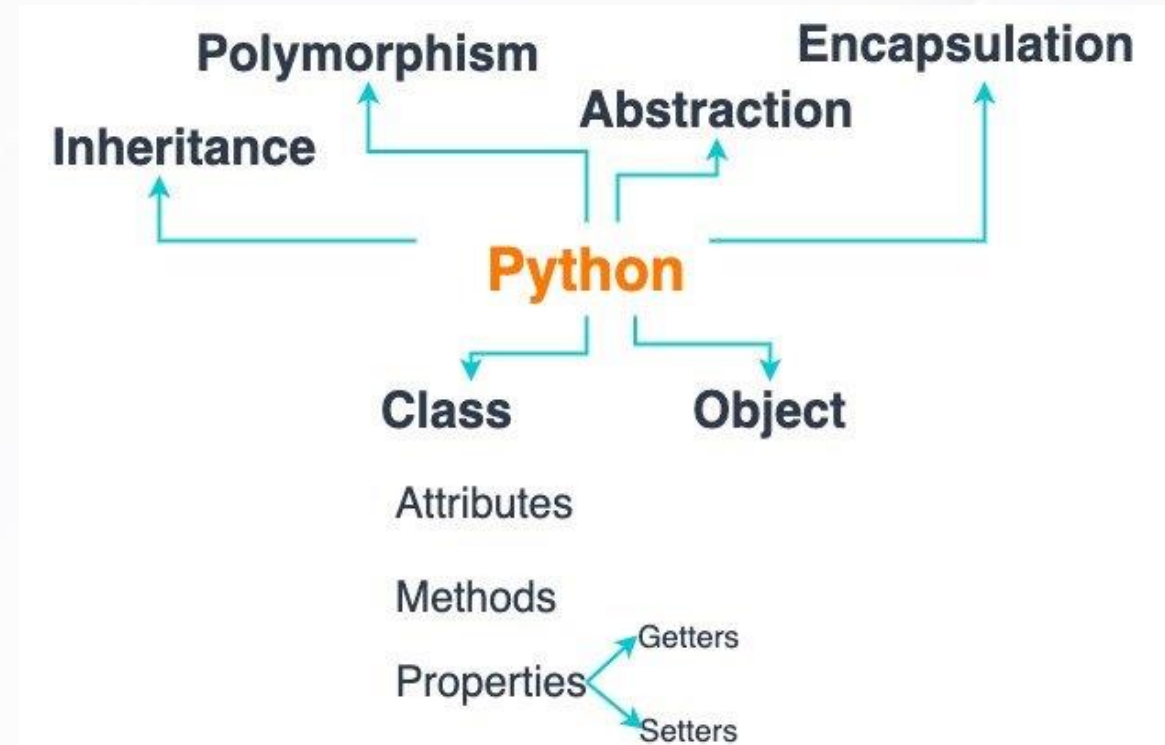 Polymorphism
Encapsulation
Abstraction
Inheritance
Python
Class
Object
Attributes
Methods
Getters
Properties
Setters